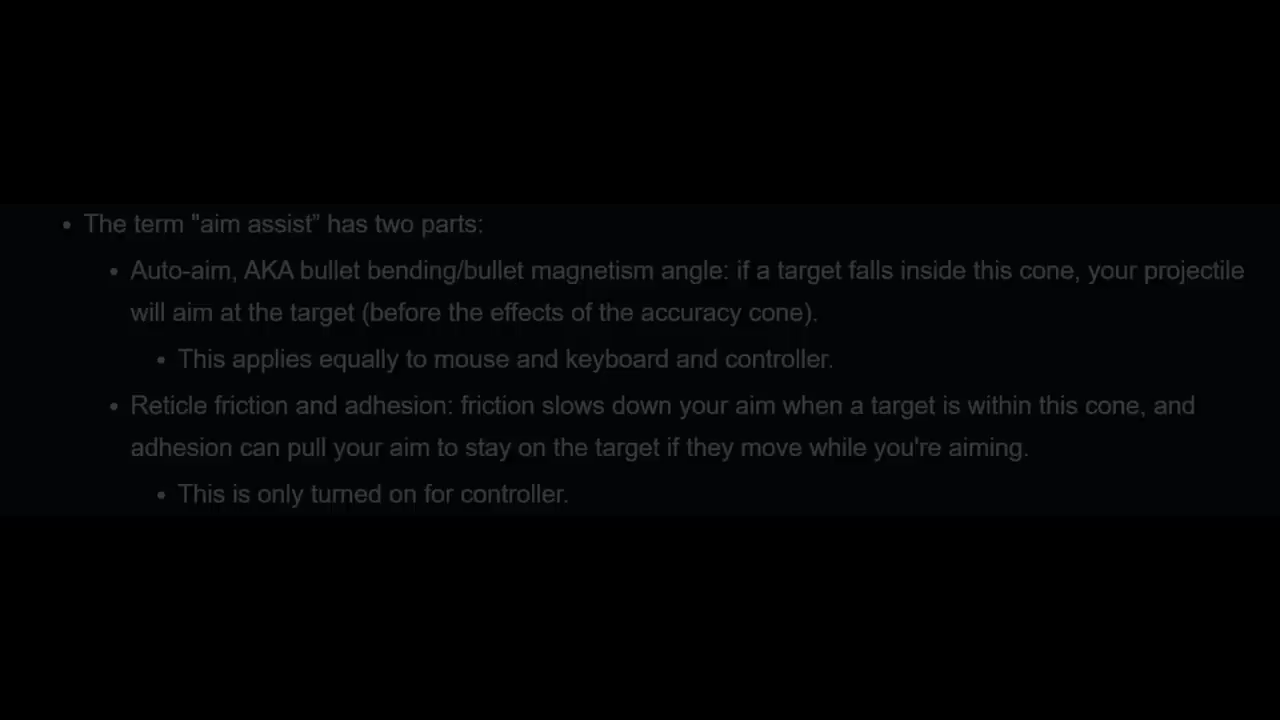 • The term "aim assist” has two parts:
• Auto-aim, AKA bullet bending/bullet magnetism angle: if a target falls inside this cone, your projectile
will aim at the target (before the effects of the accuracy cone).
• This applies equally to mouse and keyboard and controller.
• Reticle friction and adhesion: friction slows down your aim when a target is within this cone, and
adhesion can pull your aim to stay on the target if they move while you're aiming.
• This is only turned on for controller.